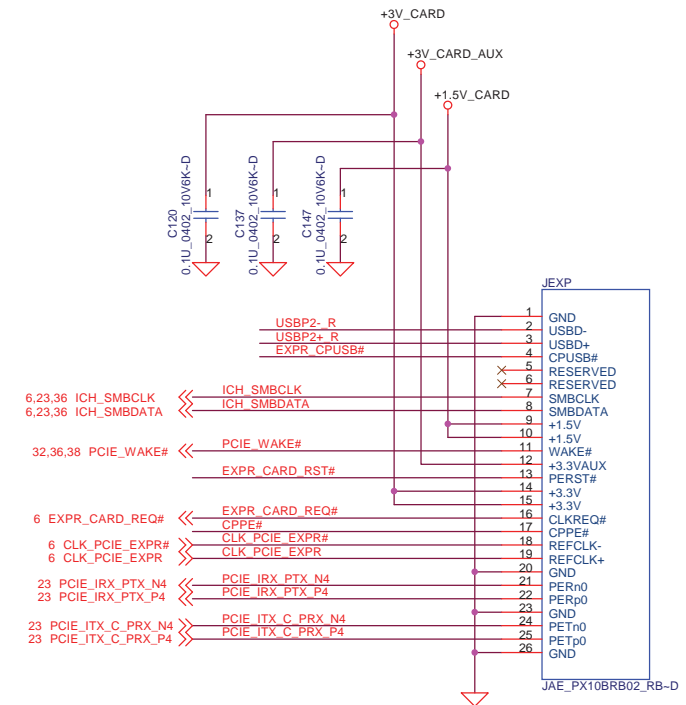 +3V_CARD
+3V_CARD_AUX
+1.5V_CARD
C120
0.1U_0402_10V6K~D
1
2
C137
0.1U_0402_10V6K~D
1
2
C147
0.1U_0402_10V6K~D
1
2
JEXP
1 GND
USBP2-_R 2 USBD-
USBP2+_R 3 USBD+
EXPR_CPUSB# 4 CPUSB#
5 RESERVED
6 RESERVED
6,23,36 ICH_SMBCLK ICH_SMBCLK 7 SMBCLK
6,23,36 ICH_SMBDATA ICH_SMBDATA 8 SMBDATA
9 +1.5V
10 +1.5V
32,36,38 PCIE_WAKE# PCIE_WAKE# 11 WAKE#
12 +3.3VAUX
EXPR_CARD_RST# 13 PERST#
14 +3.3V
15 +3.3V
6 EXPR_CARD_REQ# EXPR_CARD_REQ# 16 CLKREQ#
CPPE# 17 CPPE#
6 CLK_PCIE_EXPR# CLK_PCIE_EXPR# 18 REFCLK-
6 CLK_PCIE_EXPR CLK_PCIE_EXPR 19 REFCLK+
20 GND
23 PCIE_IRX_PTX_N4 PCIE_IRX_PTX_N4 21 PERn0
23 PCIE_IRX_PTX_P4 PCIE_IRX_PTX_P4 22 PERp0
23 GND
23 PCIE_ITX_C_PRX_N4 PCIE_ITX_C_PRX_N4 24 PETn0
23 PCIE_ITX_C_PRX_P4 PCIE_ITX_C_PRX_P4 25 PETp0
26 GND
JAE_PX10BRB02_RB~D